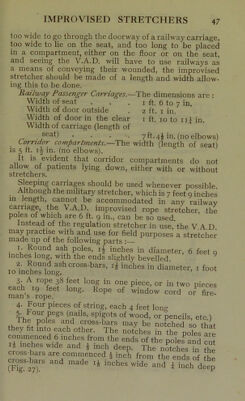 IMPROVISED STRETCHERS 47
too wide to go through the doorway of a railway carriage,
too wide to lie on the seat, and too long to be placed
in a compartment, either on the floor or on the seat,
and seeing the V.A.D. will have to use railways as
a means of conveying their wounded, the improvised
stretcher should be made of a length and width allow-
ing this to be done.
Railway Passenger Carriages.—The dimensions are :
Width of seat . . . 1 ft. 6 to 7 in.
Width of door outside . 2 ft. 1 in.
Width of door in the clear 1 ft. 10 to 11¼ in.
Width of carriage (length of
seat) . . . . 7 ft. 4½ in. (no elbows)
Corridor compartments.—The width (length of seat)
is 5 ft. 1½ in. (no elbows).
It is evident that corridor compartments do not
allow of patients lying down, either with or without
stretchers.
Sleeping carriages should be used whenever possible.
Although the military stretcher, which is 7 feet 9 inches
in length, cannot be accommodated in any railway
carriage, the V.A.D. improvised rope stretcher, the
poles of which are 6 ft. 9 in., can be so used.
Instead of the regulation stretcher in use, the V.A.D.
may practise with and use for field purposes a stretcher
made up of the following parts :—
1. Round ash poles, 1½ inches in diameter, 6 feet 9
inches long, with the ends slightly bevelled.
2. Round ash cross-bars, 1½ inches in diameter, 1 foot
10 inches long.
3. A rope 38 feet long in one piece, or in two pieces
each 19 feet long. Rope of window cord or fire-
man's rope.
4. Four pieces of string, each 4 feet long
5. Four pegs (nails, spigots of wood, or pencils, etc.)
The poles and cross-bars may be notched so that
they fit into each other. The notches in the poles are
commenced 6 inches from the ends of the poles and cut
1½ inches wide and ½ inch deep. The notches in the
cross-bars are commenced ½ inch from the ends of the
cross-bars and made 1½ inches wide and ¼ inch deep
(Fig. 27).